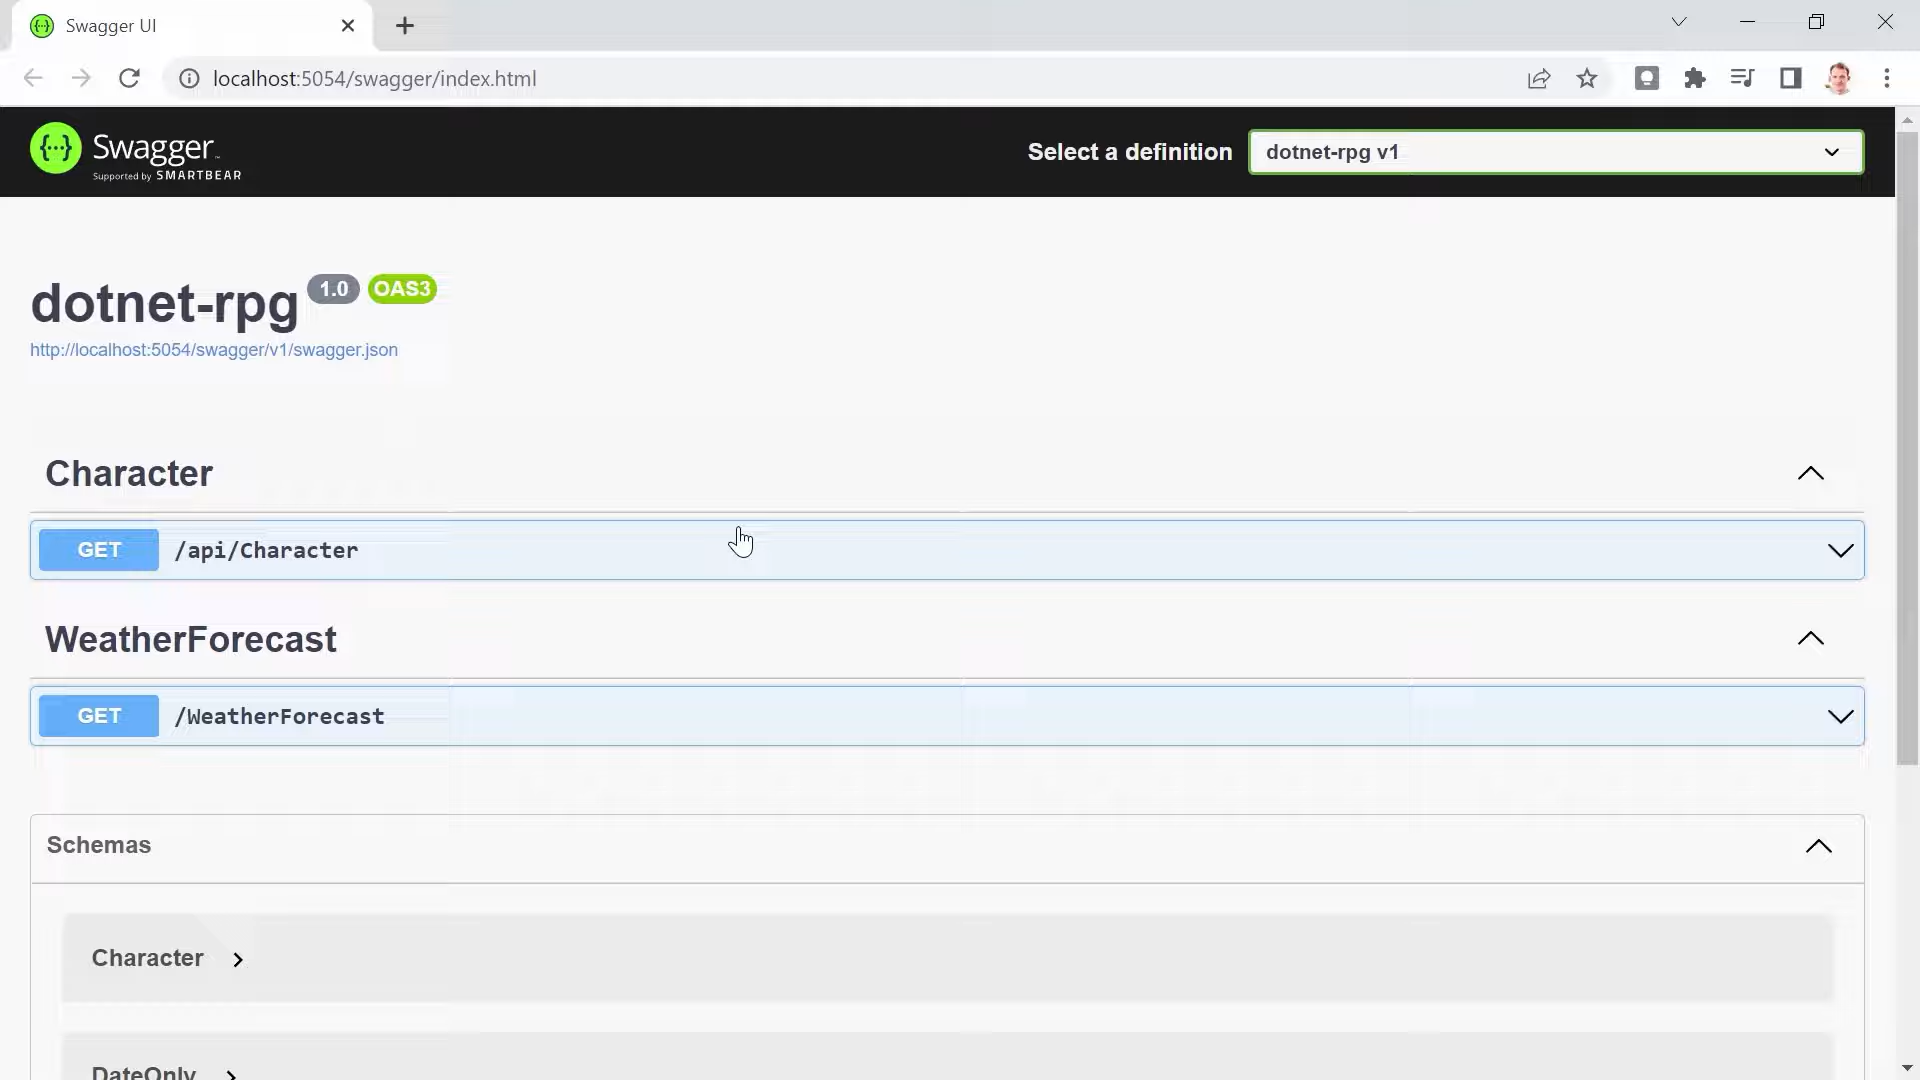 Swagger UI
localhost:5054/swagger/index.html
Swagger
Supported by SMARTBEAR
Select a definition
dotnet-rpg v1
dotnet-rpg 1.0 OAS3
http://localhost:5054/swagger/v1/swagger.json
Character
GET /api/Character
WeatherForecast
GET /WeatherForecast
Schemas
Character
DateOnly